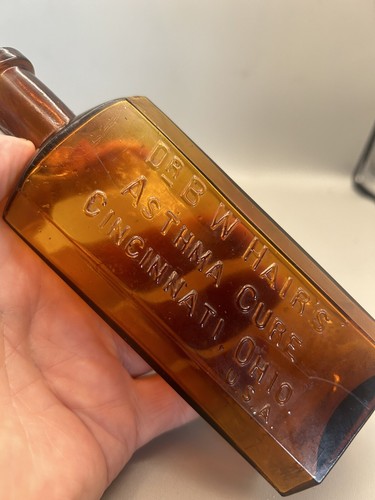 DR B W HAIR'S
ASTHMA CURE
CINCINNATI, OHIO.
U.S.A.